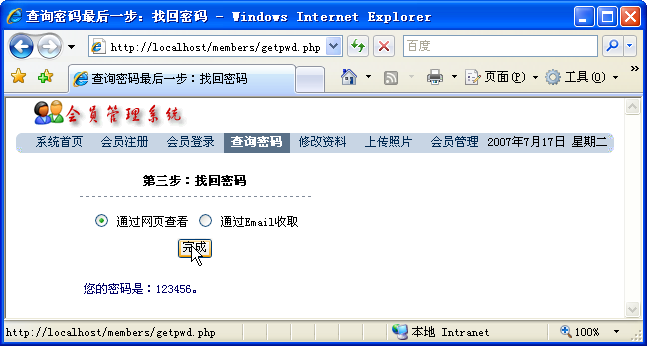 查询密码最后一步：找回密码 - Windows Internet Explorer
http://localhost/members/getpwd.php 百度
查询密码最后一步：找回密码 页面(P) 工具(O) »
会员管理系统
系统首页 会员注册 会员登录 查询密码 修改资料 上传照片 会员管理 2007年7月17日 星期二
第三步：找回密码
通过网页查看 通过Email收取
完成
您的密码是：123456。
http://localhost/members/getpwd.php 本地 Intranet 100%